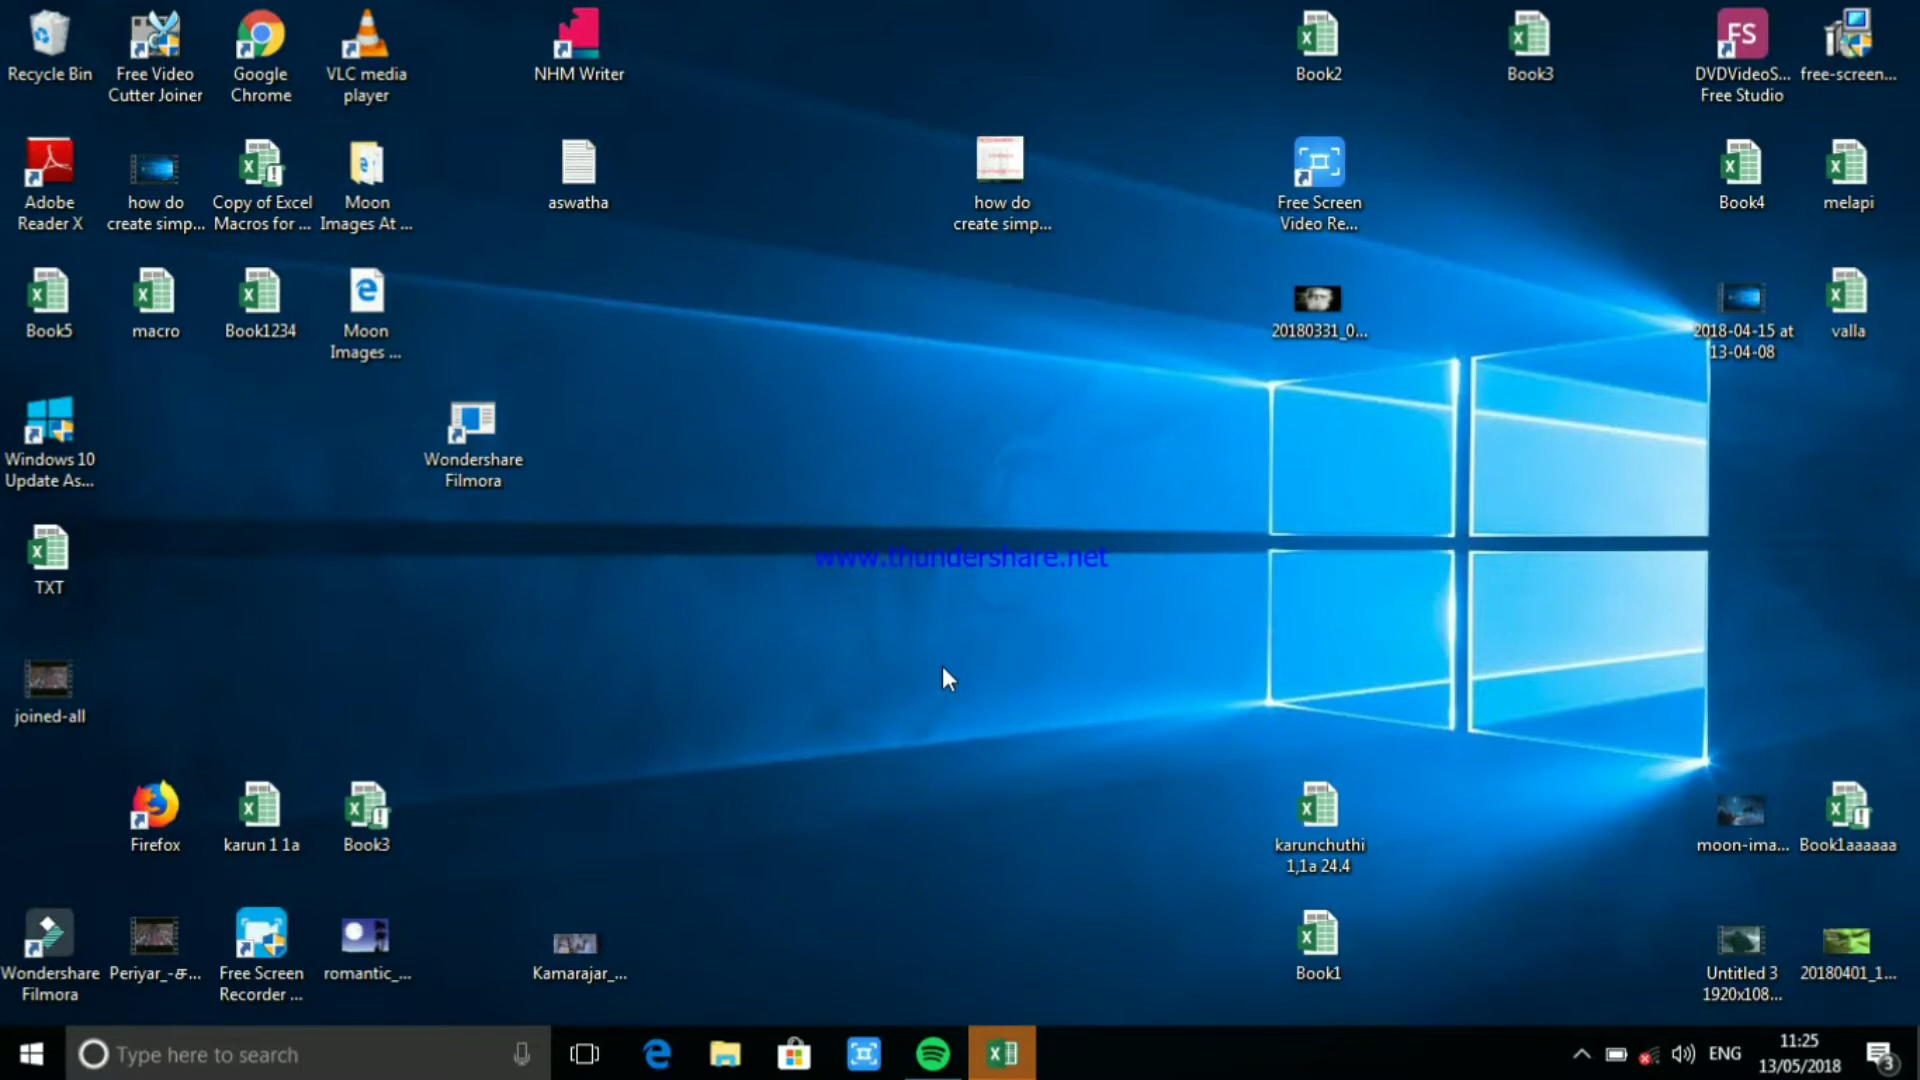 Recycle Bin
Free Video
Cutter Joiner
Google
Chrome
VLC media
player
NHM Writer
Book2
Book3
FS
DVDVideoS...
Free Studio
free-screen...
Adobe
Reader X
how do
create simp...
Copy of Excel
Macros for ...
Moon
Images At ...
aswatha
how do
create simp...
Free Screen
Video Re...
Book4
melapi
Book5
macro
Book1234
Moon
Images ...
20180331_0...
2018-04-15 at
13-04-08
valla
Windows 10
Update As...
Wondershare
Filmora
TXT
www.thundershare.net
joined-all
Firefox
karun 1 1a
Book3
karunchuthi
1,1a 24.4
moon-ima...
Book1aaaaaa
Wondershare
Filmora
Periyar_-ச...
Free Screen
Recorder ...
romantic_...
Kamarajar_...
Book1
Untitled 3
1920x108...
20180401_1...
Type here to search
ENG
11:25
13/05/2018
3